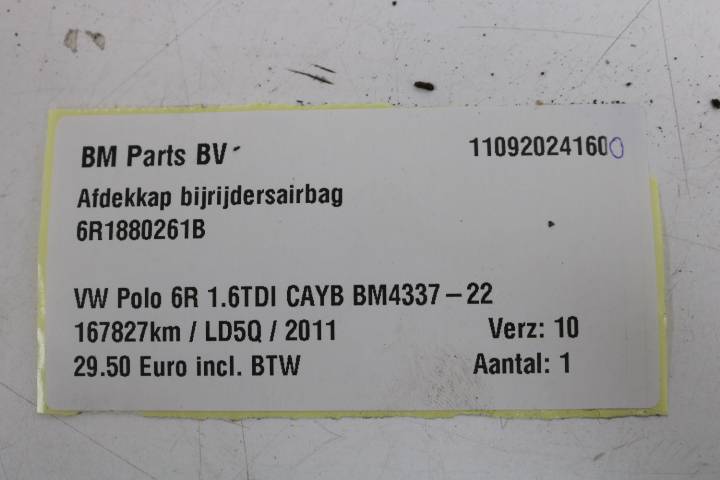 BM Parts BV 110920241600
Afdekkap bijrijdersairbag
6R1880261B
VW Polo 6R 1.6TDI CAYB BM4337-22
167827km / LD5Q / 2011 Verz: 10
29.50 Euro incl. BTW Aantal: 1